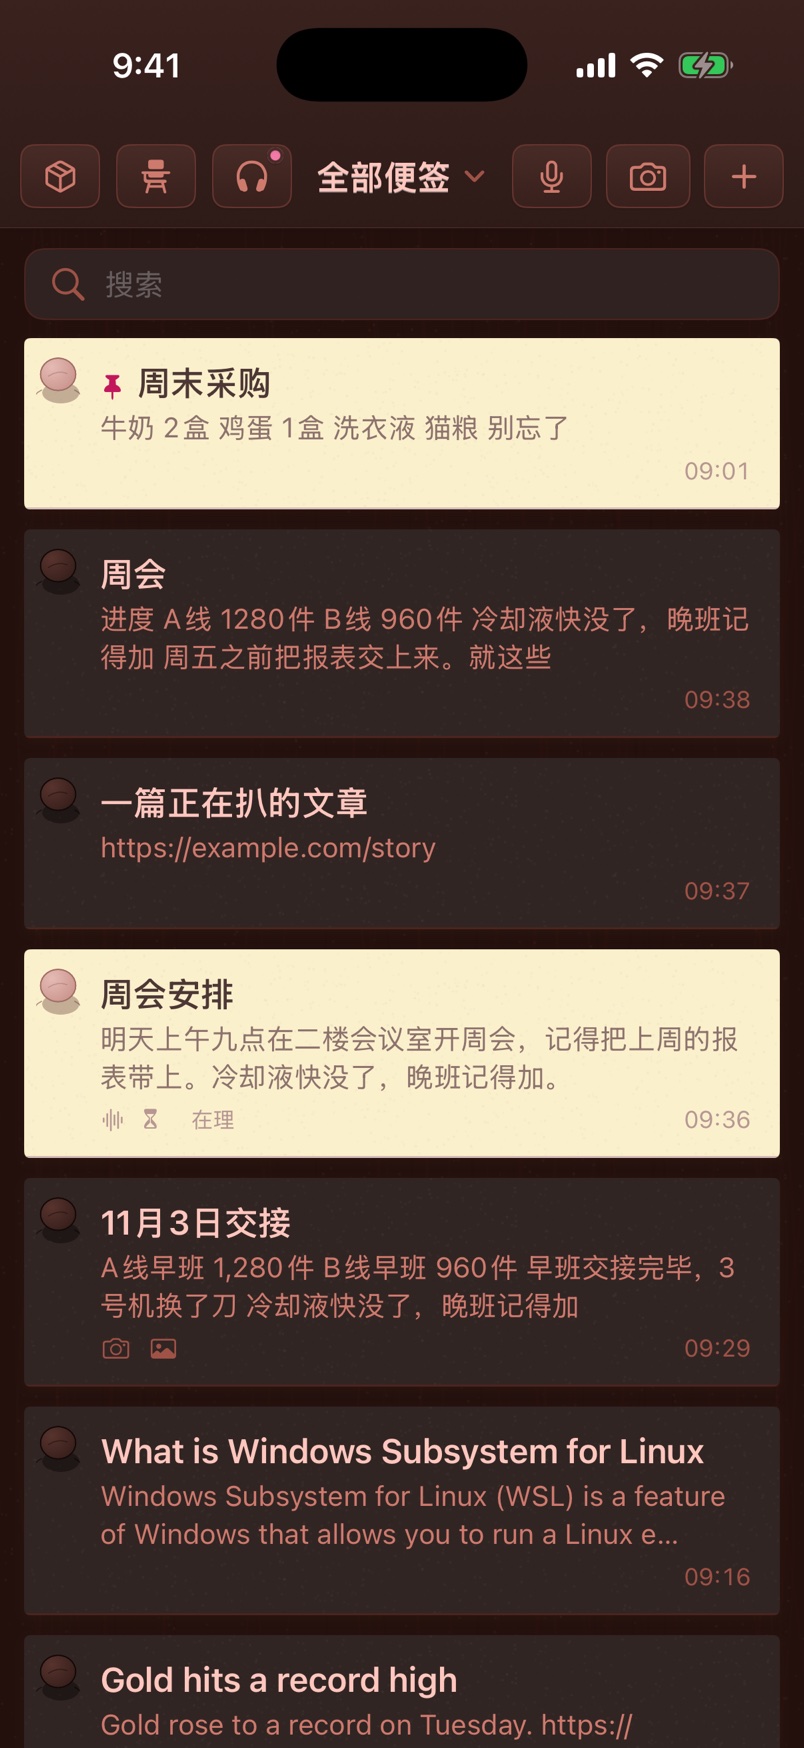 9:41
全部便签
搜索
周末采购
牛奶 2盒 鸡蛋 1盒 洗衣液 猫粮 别忘了
09:01
周会
进度 A线 1280件 B线 960件 冷却液快没了，晚班记
得加 周五之前把报表交上来。就这些
09:38
一篇正在扒的文章
https://example.com/story
09:37
周会安排
明天上午九点在二楼会议室开周会，记得把上周的报
表带上。冷却液快没了，晚班记得加。
在理
09:36
11月3日交接
A线早班 1,280件 B线早班 960件 早班交接完毕，3
号机换了刀 冷却液快没了，晚班记得加
09:29
What is Windows Subsystem for Linux
Windows Subsystem for Linux (WSL) is a feature
of Windows that allows you to run a Linux e...
09:16
Gold hits a record high
Gold rose to a record on Tuesday. https://